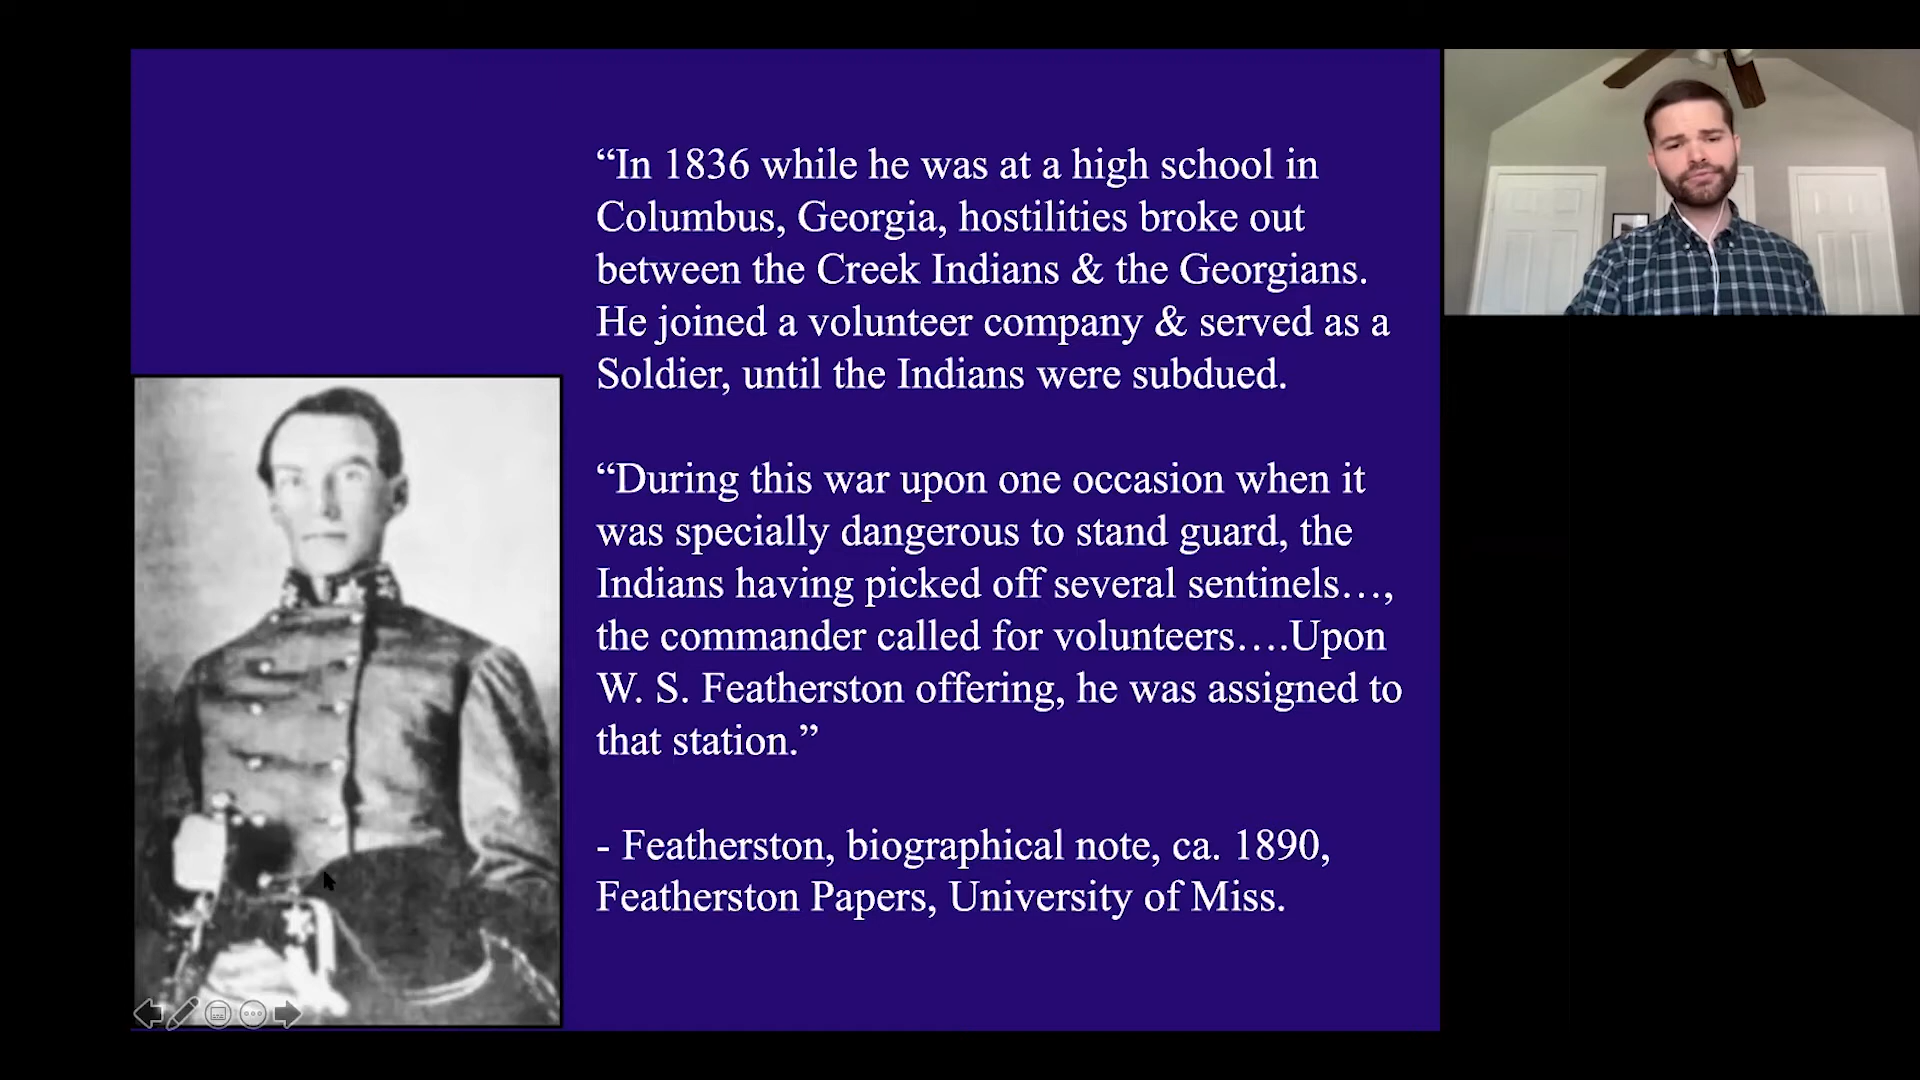 “In 1836 while he was at a high school in
Columbus, Georgia, hostilities broke out
between the Creek Indians & the Georgians.
He joined a volunteer company & served as a
Soldier, until the Indians were subdued.
“During this war upon one occasion when it
was specially dangerous to stand guard, the
Indians having picked off several sentinels…,
the commander called for volunteers….Upon
W. S. Featherston offering, he was assigned to
that station.”
- Featherston, biographical note, ca. 1890,
Featherston Papers, University of Miss.